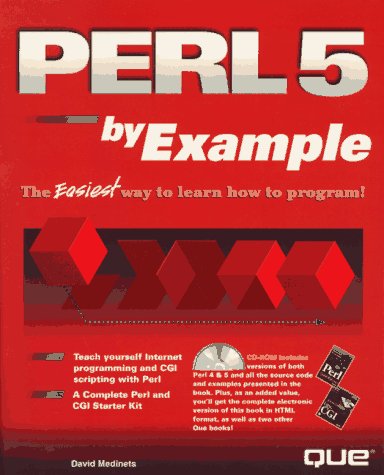 PERL 5
by Example
The Easiest way to learn how to program!
Teach yourself Internet
programming and CGI
scripting with Perl
A Complete Perl and
CGI Starter Kit
CD-ROM Includes
versions of both
Perl 4 & 5 and all the source code
and examples presented in the
book. Plus, as an added value,
you'll get the complete electronic
version of this book in HTML
format, as well as two other
Que books!
Perl
CGI
David Medinets
QUE